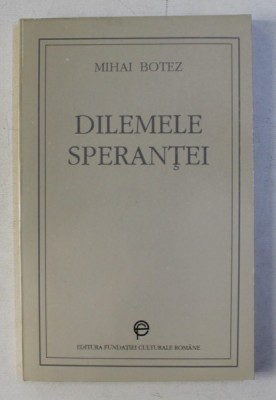 MIHAI BOTEZ
DILEMELE
SPERANȚEI
EDITURA FUNDAȚIEI CULTURALE ROMÂNE